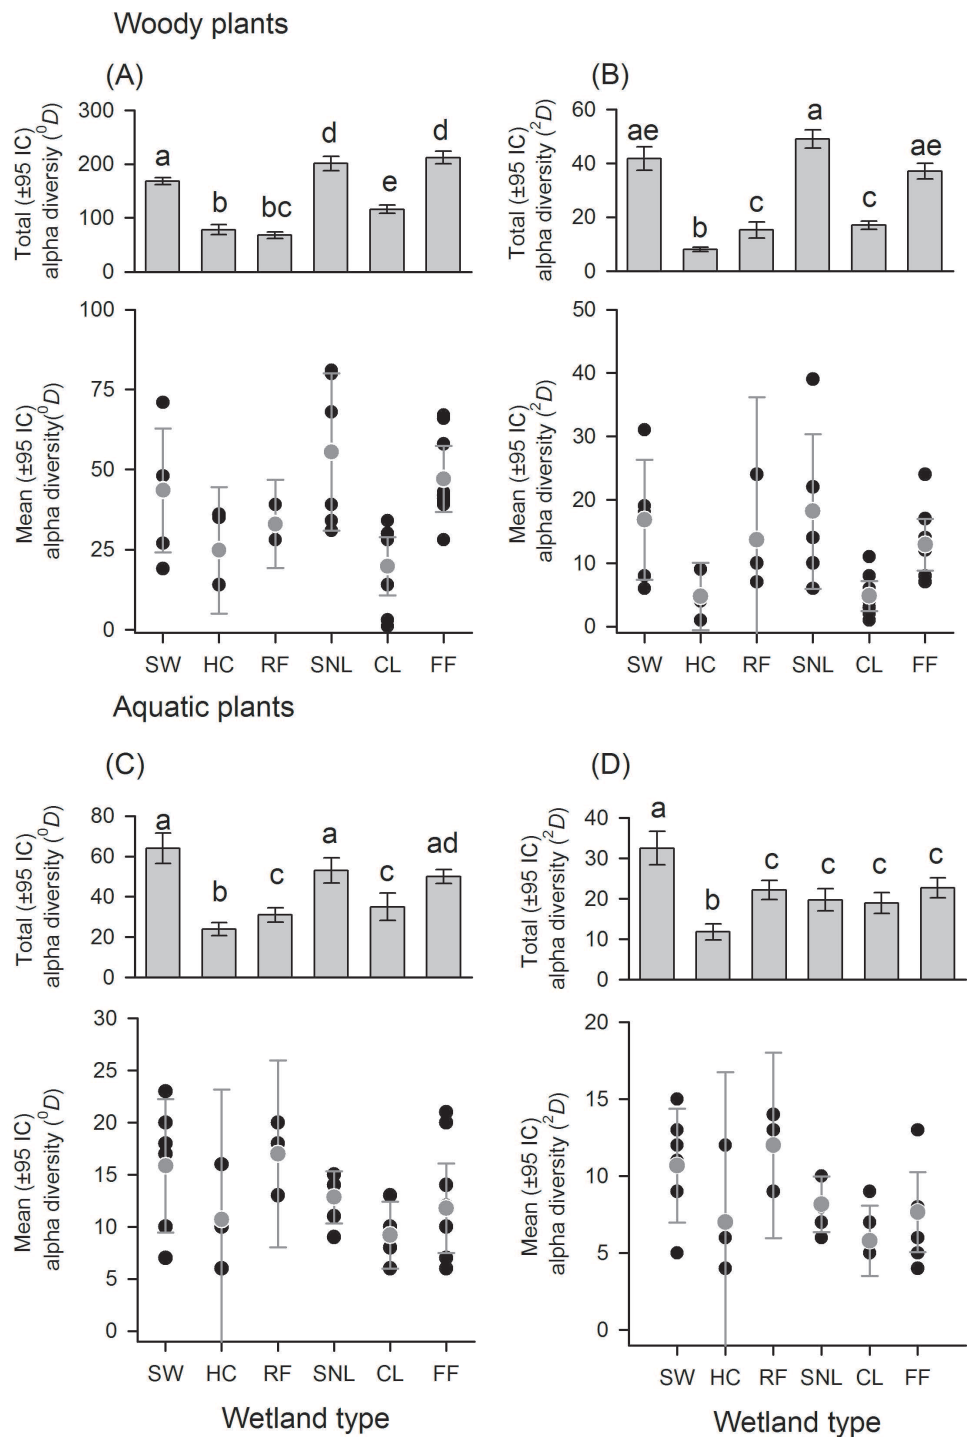 Woody plants
(A)
Total (±95 IC)
alpha diversiy (⁰D)
300
200
100
0
a
b
bc
d
e
d
Mean (±95 IC)
alpha diversity(⁰D)
100
75
50
25
0
SW HC RF SNL CL FF
(B)
Total (±95 IC)
alpha diversity (²D)
60
40
20
0
ae
b
c
a
c
ae
Mean (±95 IC)
alpha diversity (²D)
50
40
30
20
10
0
SW HC RF SNL CL FF
Aquatic plants
(C)
Total (±95 IC)
alpha diversity (⁰D)
80
60
40
20
0
a
b
c
a
c
ad
Mean (±95 IC)
alpha diversity (⁰D)
30
25
20
15
10
5
0
SW HC RF SNL CL FF
Wetland type
(D)
Total (±95 IC)
alpha diversity (²D)
40
30
20
10
0
a
b
c
c
c
c
Mean (±95 IC)
alpha diversity (²D)
20
15
10
5
0
SW HC RF SNL CL FF
Wetland type